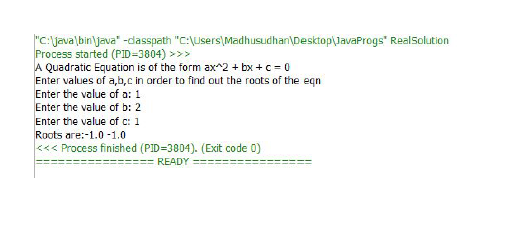 "C:\java\bin\java" -classpath "C:\Users\Madhusudhan\Desktop\JavaProgs" RealSolution
Process started (PID=3804) >>>
A Quadratic Equation is of the form ax^2 + bx + c = 0
Enter values of a,b,c in order to find out the roots of the eqn
Enter the value of a: 1
Enter the value of b: 2
Enter the value of c: 1
Roots are:-1.0 -1.0
<<< Process finished (PID=3804). (Exit code 0)
================ READY ================